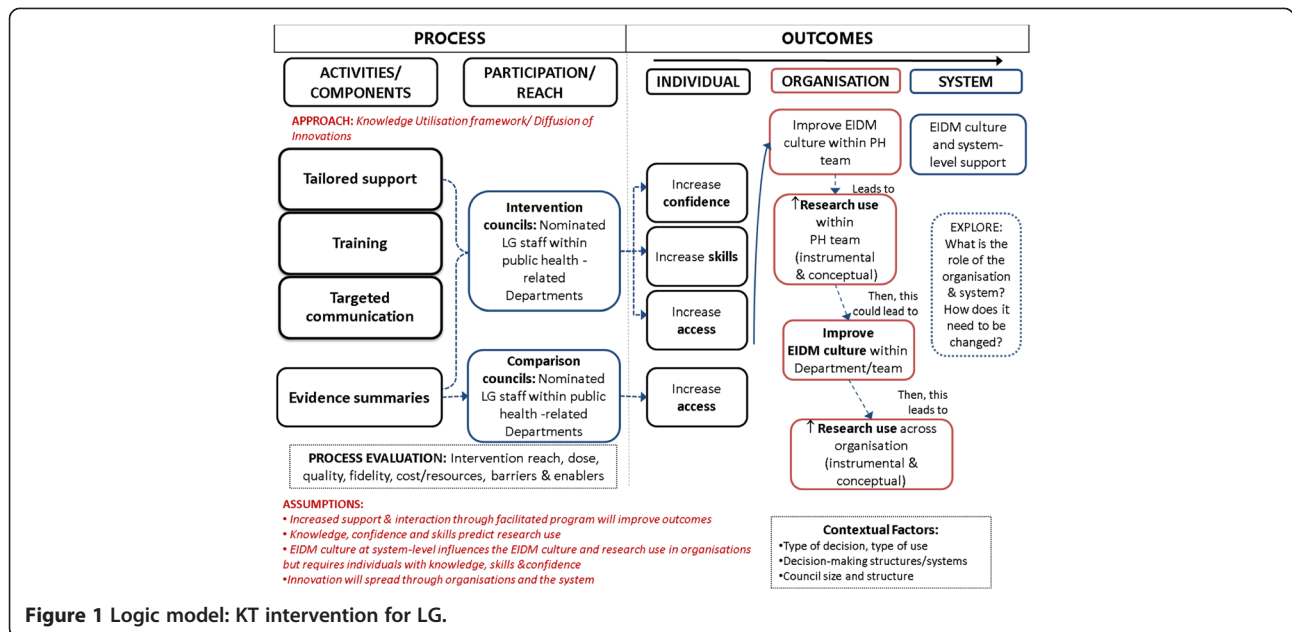 PROCESS
OUTCOMES
ACTIVITIES/
COMPONENTS
PARTICIPATION/
REACH
INDIVIDUAL
ORGANISATION
SYSTEM
APPROACH: Knowledge Utilisation framework/ Diffusion of
Innovations
Tailored support
Training
Targeted communication
Evidence summaries
Intervention
councils: Nominated
LG staff within
public health -
related
Departments
Comparison
councils: Nominated
LG staff within public
health -related
Departments
Increase
confidence
Increase skills
Increase
access
Increase
access
Improve EIDM
culture within PH
team
Leads to
↑Research use
within
PH team
(instrumental
& conceptual)
Then, this
could lead to
Improve
EIDM culture within
Department/team
Then, this
leads to
↑Research use across
organisation
(instrumental &
conceptual)
EIDM culture
and system-
level support
EXPLORE:
What is the
role of the
organisation
& system?
How does it
need to be
changed?
PROCESS EVALUATION: Intervention reach, dose,
quality, fidelity, cost/resources, barriers & enablers
ASSUMPTIONS:
• Increased support & interaction through facilitated program will improve outcomes
• Knowledge, confidence and skills predict research use
• EIDM culture at system-level influences the EIDM culture and research use in organisations
but requires individuals with knowledge, skills &confidence
•Innovation will spread through organisations and the system
Contextual Factors:
•Type of decision, type of use
•Decision-making structures/systems
•Council size and structure
Figure 1 Logic model: KT intervention for LG.